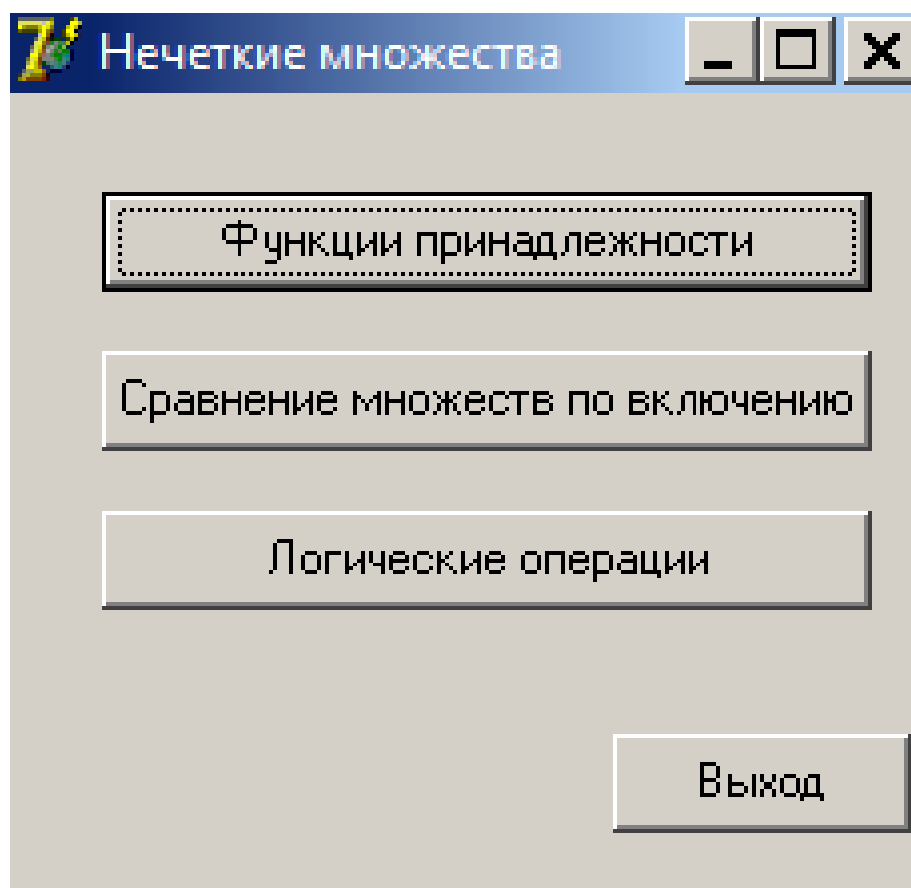 Нечеткие множества
Функции принадлежности
Сравнение множеств по включению
Логические операции
Выход